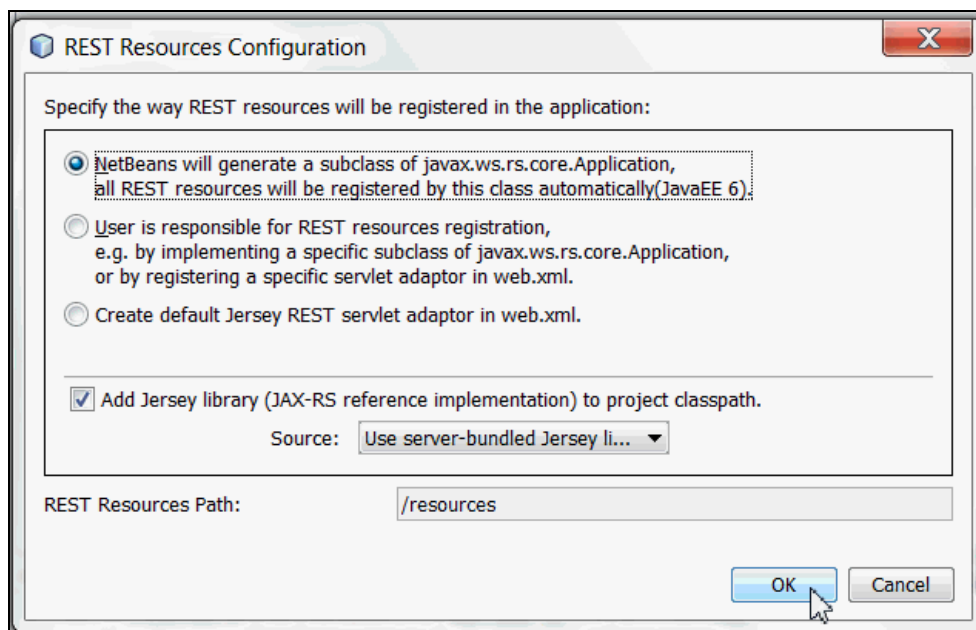 REST Resources Configuration
Specify the way REST resources will be registered in the application:
NetBeans will generate a subclass of javax.ws.rs.core.Application,
all REST resources will be registered by this class automatically(JavaEE 6).
User is responsible for REST resources registration,
e.g. by implementing a specific subclass of javax.ws.rs.core.Application,
or by registering a specific servlet adaptor in web.xml.
Create default Jersey REST servlet adaptor in web.xml.
Add Jersey library (JAX-RS reference implementation) to project classpath.
Source: Use server-bundled Jersey li...
REST Resources Path: /resources
OK Cancel